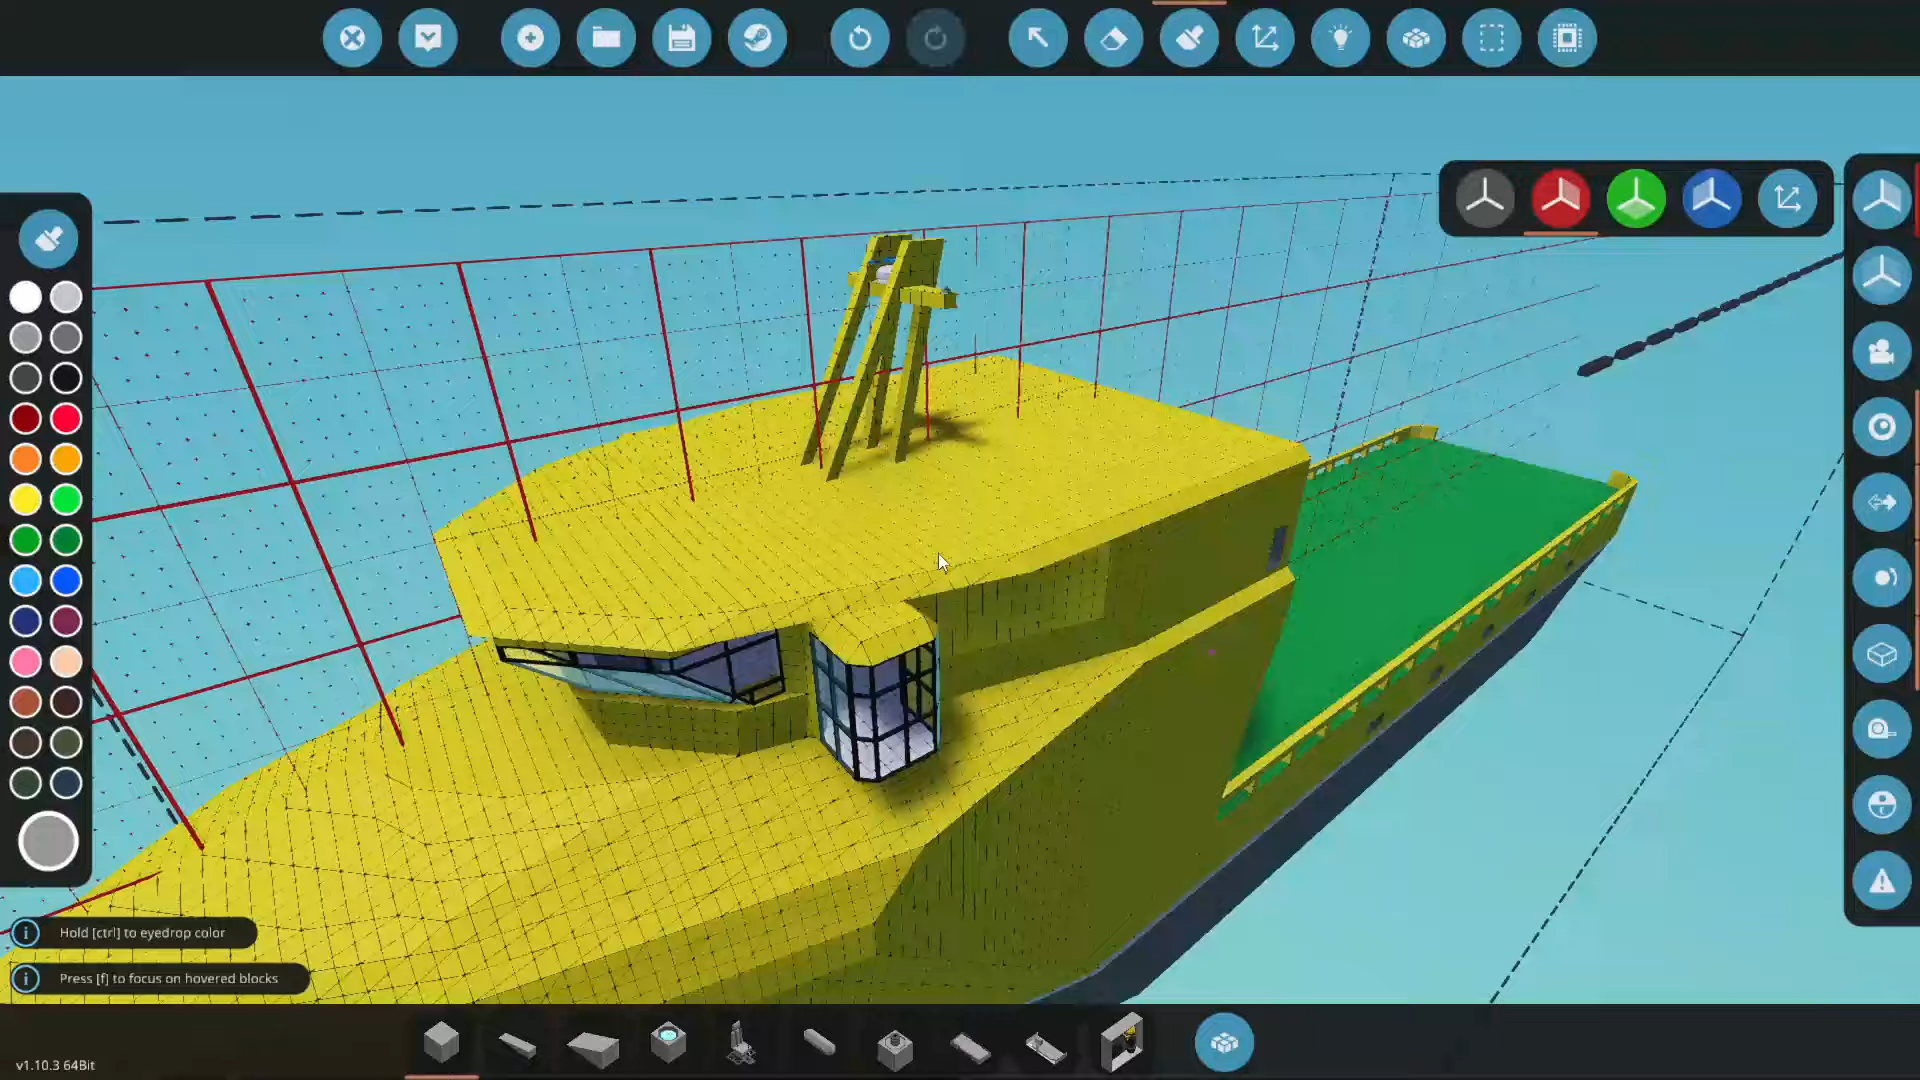 Hold [ctrl] to eyedrop color
Press [f] to focus on hovered blocks
v1.10.3 64Bit